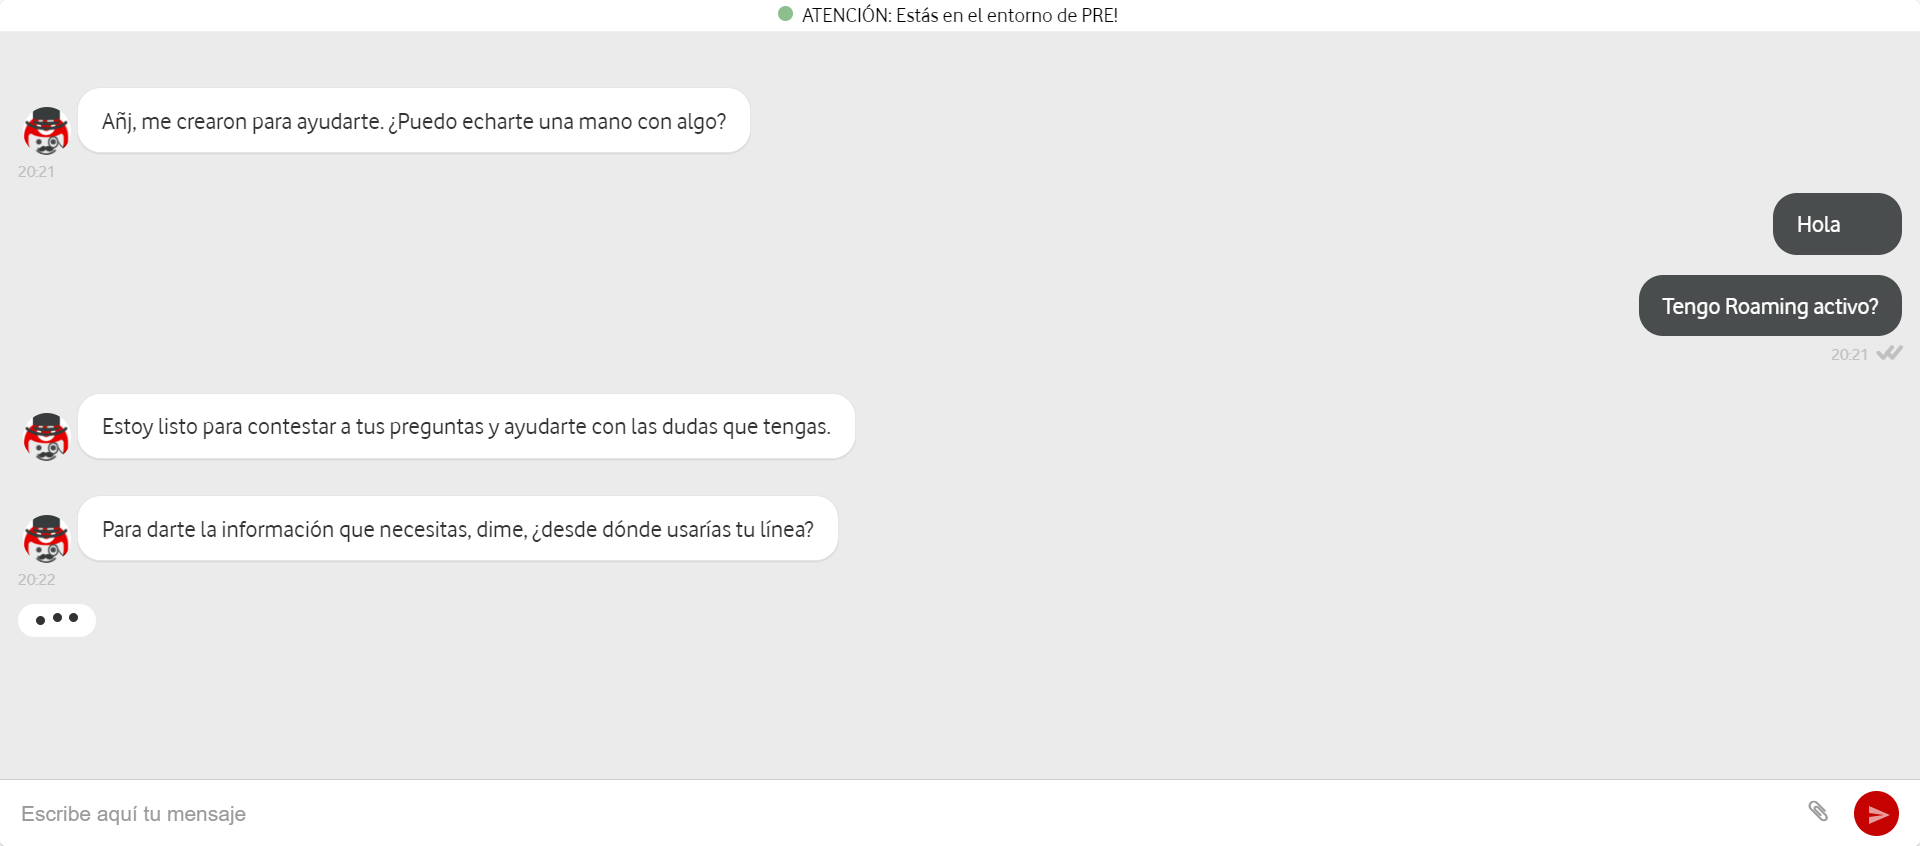 ATENCIÓN: Estás en el entorno de PRE!
Añj, me crearon para ayudarte. ¿Puedo echarte una mano con algo?
20:21
Hola
Tengo Roaming activo?
20:21
Estoy listo para contestar a tus preguntas y ayudarte con las dudas que tengas.
Para darte la información que necesitas, dime, ¿desde dónde usarías tu línea?
20:22
Escribe aquí tu mensaje